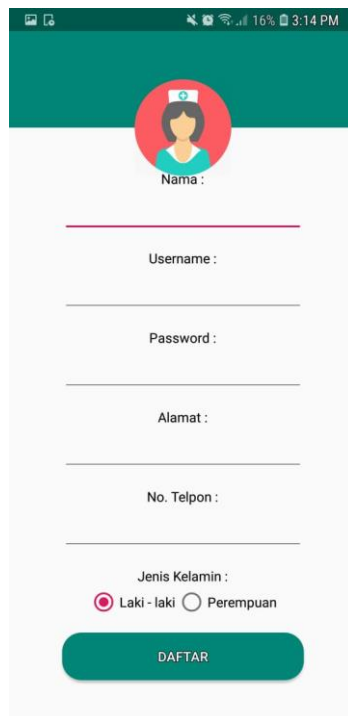 16% 3:14 PM
Nama :
Username :
Password :
Alamat :
No. Telpon :
Jenis Kelamin :
Laki - laki Perempuan
DAFTAR